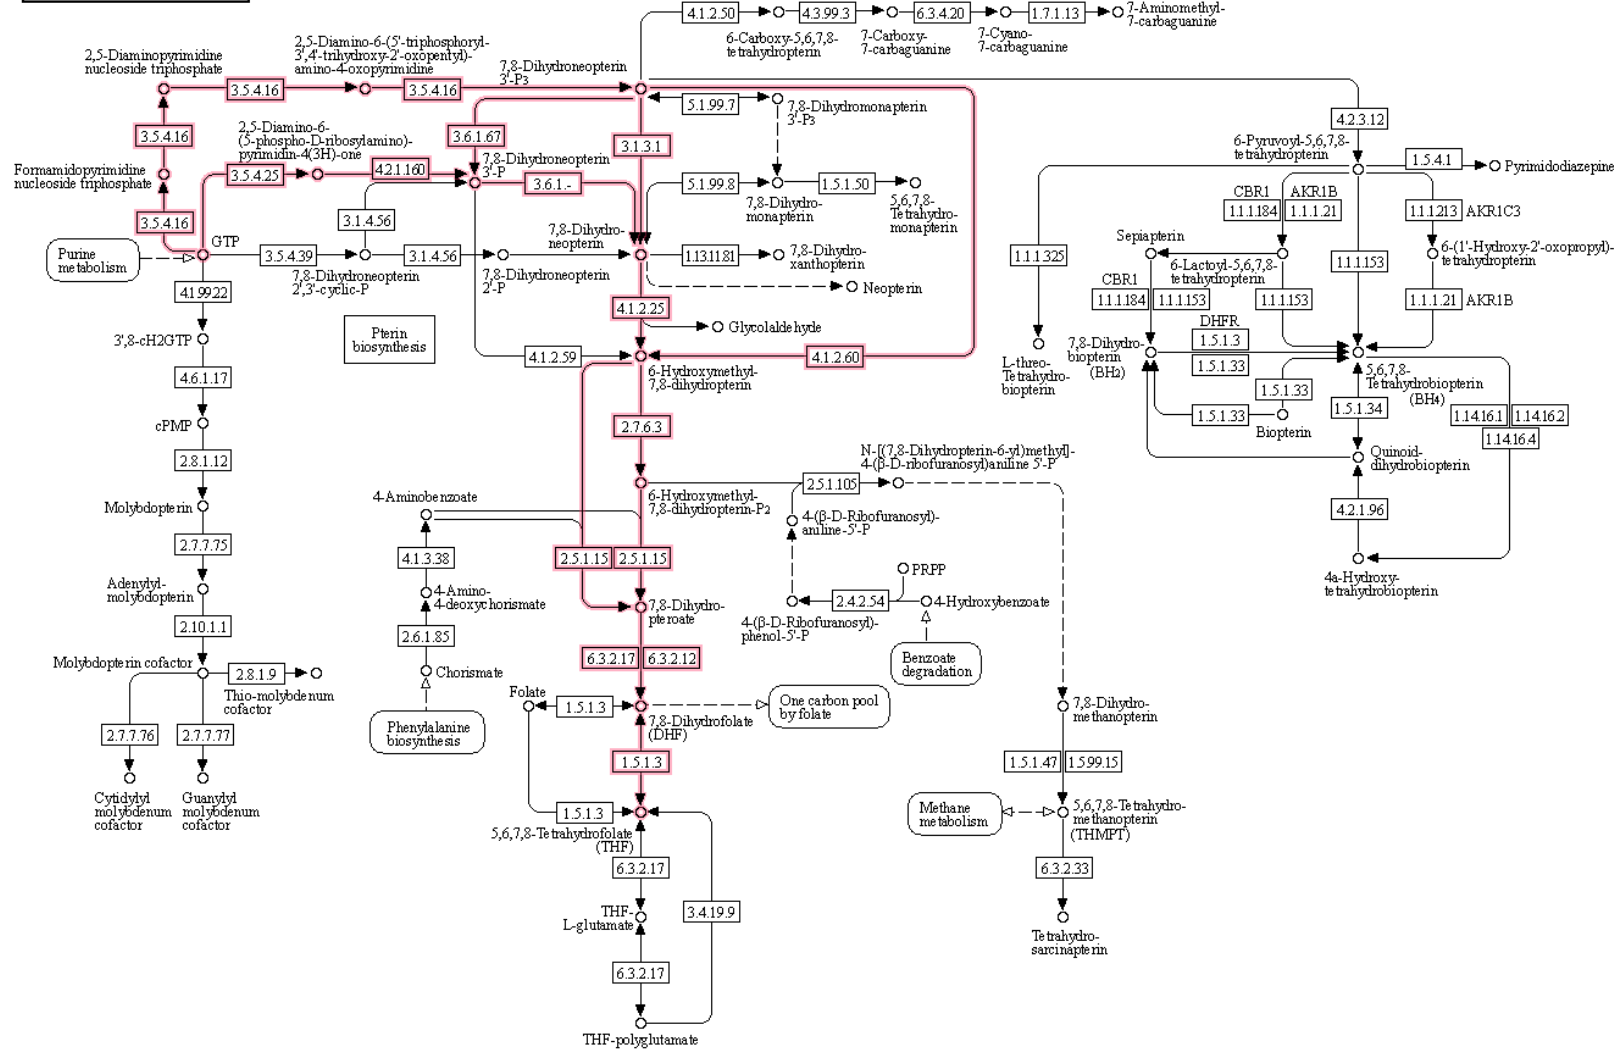 4.1.2.50
4.3.99.3
6.3.4.20
1.7.1.13
7-Aminomethyl-
7-carbaguanine
6-Carboxy-5,6,7,8-
tetrahydropterin
7-Carboxy-
7-carbaguanine
7-Cyano-
7-carbaguanine
2,5-Diaminopyrimidine
nucleoside triphosphate
2,5-Diamino-6-(5'-triphosphoryl-
3',4'-trihydroxy-2'-oxopentyl)-
amino-4-oxopyrimidine
7,8-Dihydroneopterin
3'-P3
3.5.4.16
3.5.4.16
5.1.99.7
7,8-Dihydromonapterin
3'-P3
4.2.3.12
3.5.4.16
2,5-Diamino-6-
(5-phospho-D-ribosylamino)-
pyrimidin-4(3H)-one
3.6.1.67
3.1.3.1
6-Pyruvoyl-5,6,7,8-
tetrahydropterin
1.5.4.1
Pyrimidodiazepine
Formamidopyrimidine
nucleoside triphosphate
3.5.4.25
4.2.1.160
7,8-Dihydroneopterin
3'-P
3.6.1.-
5.1.99.8
1.5.1.50
7,8-Dihydro-
monapterin
5,6,7,8-
Tetrahydro-
monapterin
CBR1
AKR1B
1.1.1.184
1.1.1.21
1.1.1.213
AKR1C3
3.5.4.16
3.1.4.56
GTP
Purine
metabolism
3.5.4.39
3.1.4.56
7,8-Dihydroneopterin
2',3'-cyclic-P
7,8-Dihydroneopterin
2'-P
7,8-Dihydro-
neopterin
1.13.11.81
7,8-Dihydro-
xanthopterin
Neopterin
1.1.1.325
Sepiapterin
6-Lactoyl-5,6,7,8-
tetrahydropterin
1.1.1.153
6-(1'-Hydroxy-2'-oxopropyl)-
tetrahydropterin
4.1.99.22
4.1.2.25
Glycolaldehyde
CBR1
1.1.1.184
1.1.1.153
1.1.1.153
1.1.1.21
AKR1B
3',8-cH2GTP
Pterin
biosynthesis
4.1.2.59
4.1.2.60
6-Hydroxymethyl-
7,8-dihydropterin
L-threo-
Tetrahydro-
biopterin
7,8-Dihydro-
biopterin
(BH2)
DHFR
1.5.1.3
1.5.1.33
5,6,7,8-
Tetrahydrobiopterin
(BH4)
4.6.1.17
1.5.1.33
1.5.1.33
Biopterin
1.5.1.34
1.14.16.1
1.14.16.2
1.14.16.4
cPMP
2.7.6.3
2.8.1.12
N-[(7,8-Dihydropterin-6-yl)methyl]-
4-(β-D-ribofuranosyl)aniline 5'-P
Quinoid-
dihydrobiopterin
2.5.1.105
6-Hydroxymethyl-
7,8-dihydropterin-P2
4-Aminobenzoate
Molybdopterin
4-(β-D-Ribofuranosyl)-
aniline-5'-P
4.2.1.96
2.7.7.75
4.1.3.38
2.5.1.15
2.5.1.15
PRPP
4a-Hydroxy-
tetrahydrobiopterin
Adenylyl-
molybdopterin
4-Amino-
4-deoxychorismate
7,8-Dihydro-
pteroate
2.4.2.54
4-Hydroxybenzoate
4-(β-D-Ribofuranosyl)-
phenol-5'-P
2.10.1.1
2.6.1.85
6.3.2.17
6.3.2.12
Benzoate
degradation
Molybdopterin cofactor
2.8.1.9
Thio-molybdenum
cofactor
Chorismate
Folate
1.5.1.3
7,8-Dihydrofolate
(DHF)
One carbon pool
by folate
7,8-Dihydro-
methanopterin
2.7.7.76
2.7.7.77
Phenylalanine
biosynthesis
1.5.1.3
1.5.1.47
1.5.99.15
Cytidylyl
molybdenum
cofactor
Guanylyl
molybdenum
cofactor
1.5.1.3
5,6,7,8-Tetrahydrofolate
(THF)
Methane
metabolism
5,6,7,8-Tetrahydro-
methanopterin
(THMPT)
6.3.2.17
6.3.2.33
THF-
L-glutamate
3.4.19.9
Tetrahydro-
sarcinapterin
6.3.2.17
THF-polyglutamate